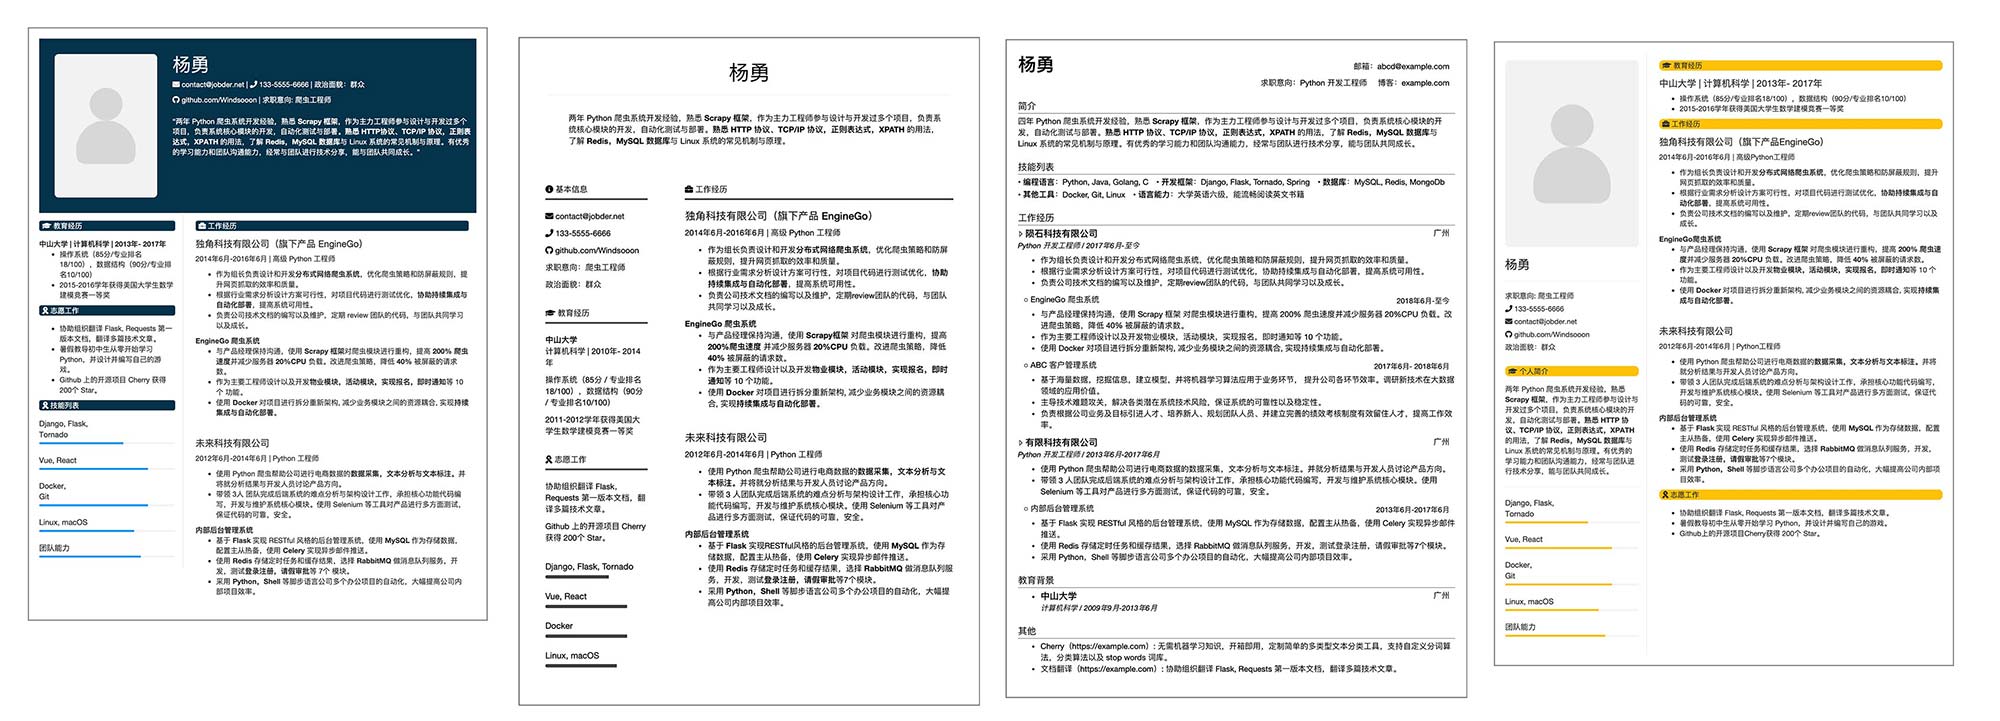 杨勇
contact@jobder.net | 133-5555-6666 | 政治面貌：群众
github.com/Windsooon | 求职意向: 爬虫工程师
"两年 Python 爬虫系统开发经验，熟悉 Scrapy 框架，作为主力工程师参与设计与开发过多个
项目，负责系统核心模块的开发，自动化测试与部署。熟悉 HTTP协议、TCP/IP 协议，正则表
达式，XPATH 的用法，了解 Redis，MySQL 数据库与 Linux 系统的常见机制与原理。有优秀
的学习能力和团队沟通能力，经常与团队进行技术分享，能与团队共同成长。"
教育经历
中山大学 | 计算机科学 | 2013年- 2017年
• 操作系统（85分/专业排名
18/100），数据结构（90分/专业排
名10/100)
• 2015-2016学年获得美国大学生数学
建模竞赛一等奖
志愿工作
• 协助组织翻译 Flask, Requests 第一
版本文档，翻译多篇技术文章。
• 暑假教导初中生从零开始学习
Python，并设计并编写自己的游
戏。
• Github 上的开源项目 Cherry 获得
200个 Star。
技能列表
Django, Flask,
Tornado
Vue, React
Docker,
Git
Linux, macOS
团队能力
工作经历
独角科技有限公司（旗下产品 EngineGo）
2014年6月-2016年6月 | 高级 Python 工程师
• 作为组长负责设计和开发分布式网络爬虫系统，优化爬虫策略和防屏蔽规则，提
升网页抓取的效率和质量。
• 根据行业需求分析设计方案可行性，对项目代码进行测试优化，协助持续集成与
自动化部署，提高系统可用性。
• 负责公司技术文档的编写以及维护，定期 review 团队的代码，与团队共同学习
以及成长。
EngineGo 爬虫系统
• 与产品经理保持沟通，使用 Scrapy 框架对爬虫模块进行重构，提高 200% 爬虫
速度并减少服务器 20%CPU 负载。改进爬虫策略，降低 40% 被屏蔽的请求
数。
• 作为主要工程师设计以及开发物业模块，活动模块，实现报名，即时通知等 10
个 功能。
• 使用 Docker 对项目进行拆分重新架构, 减少业务模块之间的资源耦合, 实现持续
集成与自动化部署。
未来科技有限公司
2012年6月-2014年6月 | Python 工程师
• 使用 Python 爬虫帮助公司进行电商数据的数据采集，文本分析与文本标注。并
将就分析结果与开发人员讨论产品方向。
• 带领 3人 团队完成后端系统的难点分析与架构设计工作，承担核心功能代码编
写，开发与维护系统核心模块。使用 Selenium 等工具对产品进行多方面测试，
保证代码的可靠，安全。
内部后台管理系统
• 基于 Flask 实现 RESTful 风格的后台管理系统，使用 MySQL 作为存储数据，
配置主从热备，使用 Celery 实现异步邮件推送。
• 使用 Redis 存储定时任务和缓存结果，选择 RabbitMQ 做消息队列服务，开
发，测试登录注册，请假审批等 7个 模块。
• 采用 Python，Shell 等脚步语言公司多个办公项目的自动化，大幅提高公司内
部项目效率。
杨勇
两年 Python 爬虫系统开发经验，熟悉 Scrapy 框架，作为主力工程师参与设计与开发过多个项目，负责系
统核心模块的开发，自动化测试与部署。熟悉 HTTP 协议、TCP/IP 协议，正则表达式，XPATH 的用法，
了解 Redis，MySQL 数据库与 Linux 系统的常见机制与原理。
基本信息
contact@jobder.net
133-5555-6666
github.com/Windsooon
求职意向：爬虫工程师
政治面貌：群众
教育经历
中山大学
计算机科学 | 2010年- 2014
年
操作系统（85分 / 专业排名
18/100），数据结构（90分
/ 专业排名10/100)
2011-2012学年获得美国大
学生数学建模竞赛一等奖
志愿工作
协助组织翻译 Flask,
Requests 第一版本文档，翻
译多篇技术文章。
Github 上的开源项目 Cherry
获得 200个 Star。
Django, Flask, Tornado
Vue, React
Docker
Linux, macOS
工作经历
独角科技有限公司（旗下产品 EngineGo）
2014年6月-2016年6月 | 高级 Python 工程师
• 作为组长负责设计和开发分布式网络爬虫系统，优化爬虫策略和防屏
蔽规则，提升网页抓取的效率和质量。
• 根据行业需求分析设计方案可行性，对项目代码进行测试优化，协助
持续集成与自动化部署，提高系统可用性。
• 负责公司技术文档的编写以及维护，定期review团队的代码，与团队
共同学习以及成长。
EngineGo 爬虫系统
• 与产品经理保持沟通，使用 Scrapy框架 对爬虫模块进行重构，提高
200%爬虫速度 并减少服务器 20%CPU 负载。改进爬虫策略，降低
40% 被屏蔽的请求数。
• 作为主要工程师设计以及开发物业模块，活动模块，实现报名，即时
通知等 10 个功能。
• 使用 Docker 对项目进行拆分重新架构, 减少业务模块之间的资源耦
合, 实现持续集成与自动化部署。
未来科技有限公司
2012年6月-2014年6月 | Python 工程师
• 使用 Python 爬虫帮助公司进行电商数据的数据采集，文本分析与文
本标注。并将就分析结果与开发人员讨论产品方向。
• 带领 3 人团队完成后端系统的难点分析与架构设计工作，承担核心功
能代码编写，开发与维护系统核心模块。使用 Selenium 等工具对产
品进行多方面测试，保证代码的可靠，安全。
内部后台管理系统
• 基于 Flask 实现RESTful风格的后台管理系统，使用 MySQL 作为存
储数据，配置主从热备，使用 Celery 实现异步邮件推送。
• 使用 Redis 存储定时任务和缓存结果，选择 RabbitMQ 做消息队列服
务，开发，测试登录注册，请假审批等7个模块。
• 采用 Python，Shell 等脚步语言公司多个办公项目的自动化，大幅提
高公司内部项目效率。
杨勇
邮箱：abcd@example.com
求职意向：Python 开发工程师 博客：example.com
简介
四年 Python 爬虫系统开发经验，熟悉 Scrapy 框架，作为主力工程师参与设计与开发过多个项目，负责系统核心模块的开
发，自动化测试与部署。熟悉 HTTP 协议、TCP/IP 协议，正则表达式，XPATH 的用法，了解 Redis，MySQL 数据库与
Linux 系统的常见机制与原理。有优秀的学习能力和团队沟通能力，经常与团队进行技术分享，能与团队共同成长。
技能列表
• 编程语言：Python, Java, Golang, C • 开发框架：Django, Flask, Tornado, Spring • 数据库：MySQL, Redis, MongoDb
• 其他工具：Docker, Git, Linux • 语言能力：大学英语六级，能流畅阅读英文书籍
工作经历
陨石科技有限公司 广州
Python 开发工程师 / 2017年6月-至今
• 作为组长负责设计和开发分布式网络爬虫系统，优化爬虫策略和防屏蔽规则，提升网页抓取的效率和质量。
• 根据行业需求分析设计方案可行性，对项目代码进行测试优化，协助持续集成与自动化部署，提高系统可用性。
• 负责公司技术文档的编写以及维护，定期review团队的代码，与团队共同学习以及成长。
EngineGo 爬虫系统 2018年6月-至今
• 与产品经理保持沟通，使用 Scrapy 框架 对爬虫模块进行重构，提高 200% 爬虫速度并减少服务器 20%CPU 负载。改
进爬虫策略，降低 40% 被屏蔽的请求数。
• 作为主要工程师设计以及开发物业模块，活动模块，实现报名，即时通知等 10 个功能。
• 使用 Docker 对项目进行拆分重新架构, 减少业务模块之间的资源耦合, 实现持续集成与自动化部署。
ABC 客户管理系统 2017年6月- 2018年6月
• 基于海量数据，挖掘信息，建立模型，并将机器学习算法应用于业务环节， 提升公司各环节效率。调研新技术在大数据
领域的应用价值。
• 主导技术难题攻关，解决各类潜在系统技术风险，保证系统的可靠性以及稳定性。
• 负责根据公司业务及目标引进人才、培养新人、规划团队人员、并建立完善的绩效考核制度有效留住人才，提高工作效
率。
有限科技有限公司 广州
Python 开发工程师 / 2013年6月-2017年6月
• 使用 Python 爬虫帮助公司进行电商数据的数据采集，文本分析与文本标注。并就分析结果与开发人员讨论产品方向。
• 带领 3 人团队完成后端系统的难点分析与架构设计工作，承担核心功能代码编写，开发与维护系统核心模块。使用
Selenium 等工具对产品进行多方面测试，保证代码的可靠，安全。
内部后台管理系统 2013年6月-2017年6月
• 基于 Flask 实现 RESTful 风格的后台管理系统，使用 MySQL 作为存储数据，配置主从热备，使用 Celery 实现异步邮件
推送。
• 使用 Redis 存储定时任务和缓存结果，选择 RabbitMQ 做消息队列服务，开发，测试登录注册，请假审批等7个模块。
• 采用 Python，Shell 等脚步语言公司多个办公项目的自动化，大幅提高公司内部项目效率。
教育背景
• 中山大学 广州
计算机科学 / 2009年9月-2013年6月
其他
• Cherry（https://example.com）: 无需机器学习知识，开箱即用，定制简单的多类型文本分类工具，支持自定义分词算
法，分类算法以及 stop words 词库。
• 文档翻译（https://example.com）: 协助组织翻译 Flask, Requests 第一版本文档，翻译多篇技术文章。
杨勇
求职意向: 爬虫工程师
133-5555-6666
contact@jobder.net
github.com/Windsooon
政治面貌：群众
个人简介
两年 Python 爬虫系统开发经验，熟悉
Scrapy 框架，作为主力工程师参与设计与
开发过多个项目，负责系统核心模块的开
发，自动化测试与部署。熟悉 HTTP 协
议、TCP/IP 协议，正则表达式，XPATH
的用法，了解 Redis，MySQL 数据库与
Linux 系统的常见机制与原理。有优秀的
学习能力和团队沟通能力，经常与团队进
行技术分享，能与团队共同成长。
Django, Flask,
Tornado
Vue, React
Docker,
Git
Linux, macOS
团队能力
教育经历
中山大学 | 计算机科学 | 2013年- 2017年
• 操作系统（85分/专业排名18/100），数据结构（90分/专业排名10/100）
• 2015-2016学年获得美国大学生数学建模竞赛一等奖
工作经历
独角科技有限公司（旗下产品EngineGo）
2014年6月-2016年6月 | 高级Python工程师
• 作为组长负责设计和开发分布式网络爬虫系统，优化爬虫策略和防屏蔽规则，提升
网页抓取的效率和质量。
• 根据行业需求分析设计方案可行性，对项目代码进行测试优化，协助持续集成与自
动化部署，提高系统可用性。
• 负责公司技术文档的编写以及维护，定期review团队的代码，与团队共同学习以及
成长。
EngineGo爬虫系统
• 与产品经理保持沟通，使用 Scrapy 框架 对爬虫模块进行重构，提高 200% 爬虫速
度并减少服务器 20%CPU 负载。改进爬虫策略，降低 40% 被屏蔽的请求数。
• 作为主要工程师设计以及开发物业模块，活动模块，实现报名，即时通知等 10 个
功能。
• 使用 Docker 对项目进行拆分重新架构, 减少业务模块之间的资源耦合, 实现持续集
成与自动化部署。
未来科技有限公司
2012年6月-2014年6月 | Python工程师
• 使用 Python 爬虫帮助公司进行电商数据的数据采集，文本分析与文本标注。并将
就分析结果与开发人员讨论产品方向。
• 带领 3 人团队完成后端系统的难点分析与架构设计工作，承担核心功能代码编写，
开发与维护系统核心模块。使用 Selenium 等工具对产品进行多方面测试，保证代
码的可靠，安全。
内部后台管理系统
• 基于 Flask 实现 RESTful 风格的后台管理系统，使用 MySQL 作为存储数据，配置
主从热备，使用 Celery 实现异步邮件推送。
• 使用 Redis 存储定时任务和缓存结果，选择 RabbitMQ 做消息队列服务，开发，
测试登录注册，请假审批等7个模块。
• 采用 Python，Shell 等脚步语言公司多个办公项目的自动化，大幅提高公司内部项
目效率。
志愿工作
• 协助组织翻译 Flask, Requests 第一版本文档，翻译多篇技术文章。
• 暑假教导初中生从零开始学习 Python，并设计并编写自己的游戏。
• Github上的开源项目Cherry获得 200个 Star。